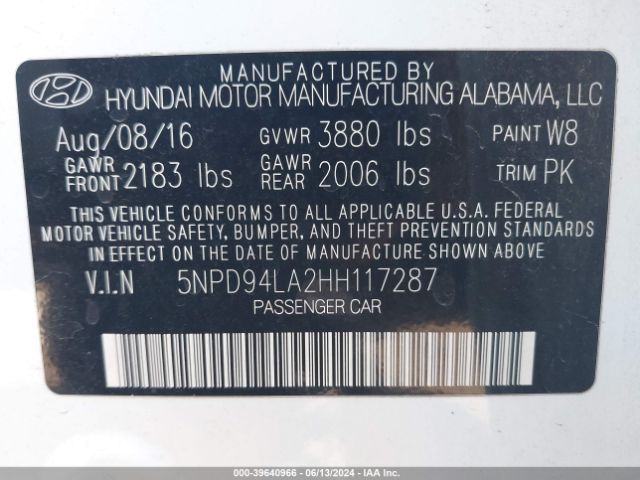 MANUFACTURED BY
HYUNDAI MOTOR MANUFACTURING ALABAMA, LLC
Aug/08/16 GVWR 3880 lbs PAINT W8
GAWR FRONT 2183 lbs GAWR REAR 2006 lbs TRIM PK
THIS VEHICLE CONFORMS TO ALL APPLICABLE U.S.A. FEDERAL
MOTOR VEHICLE SAFETY, BUMPER, AND THEFT PREVENTION STANDARDS
IN EFFECT ON THE DATE OF MANUFACTURE SHOWN ABOVE
V.I.N 5NPD94LA2HH117287
PASSENGER CAR
COPART: 39640966 - 06/13/2024 - IAA HOLDINGS, LLC